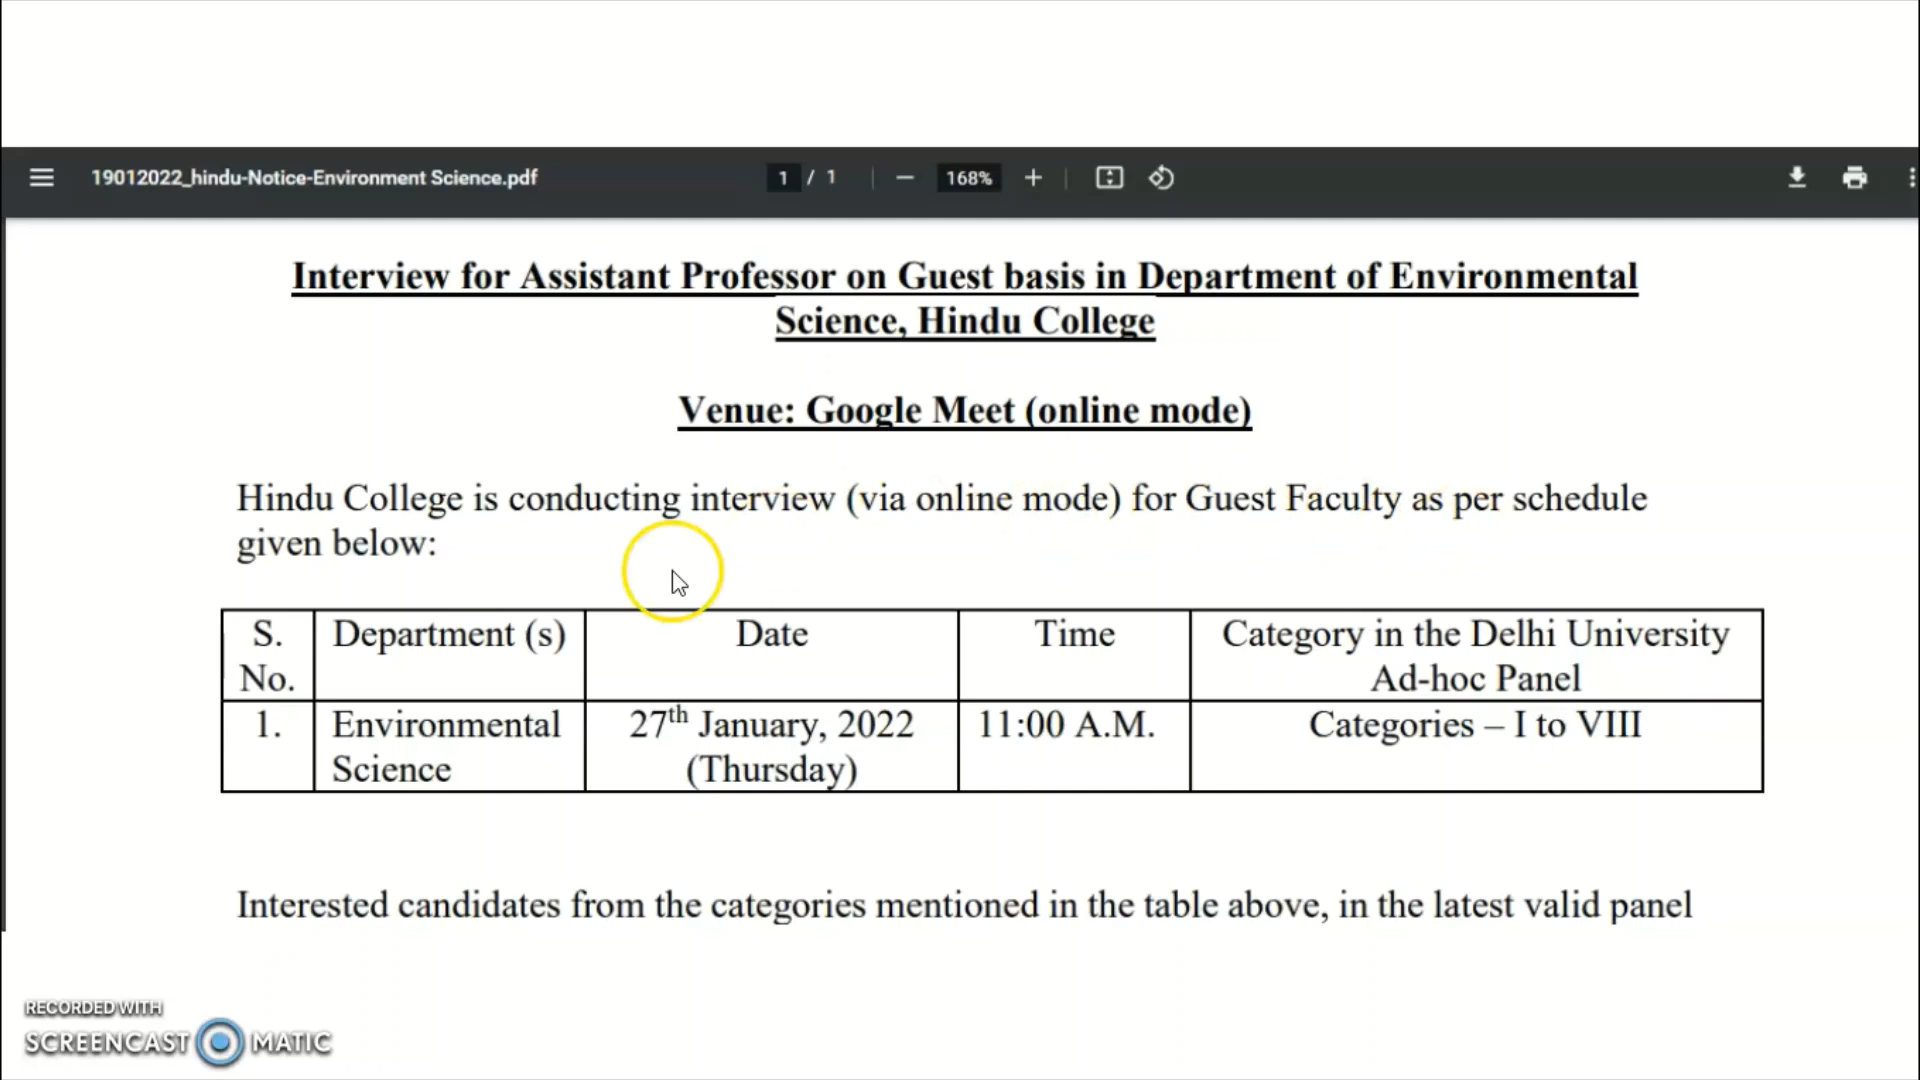 19012022_hindu-Notice-Environment Science.pdf
1 / 1
168%
Interview for Assistant Professor on Guest basis in Department of Environmental
Science, Hindu College
Venue: Google Meet (online mode)
Hindu College is conducting interview (via online mode) for Guest Faculty as per schedule
given below:
S. No. Department (s) Date Time Category in the Delhi University Ad-hoc Panel
1. Environmental Science 27th January, 2022 (Thursday) 11:00 A.M. Categories – I to VIII
Interested candidates from the categories mentioned in the table above, in the latest valid panel
RECORDED WITH
SCREENCAST MATIC